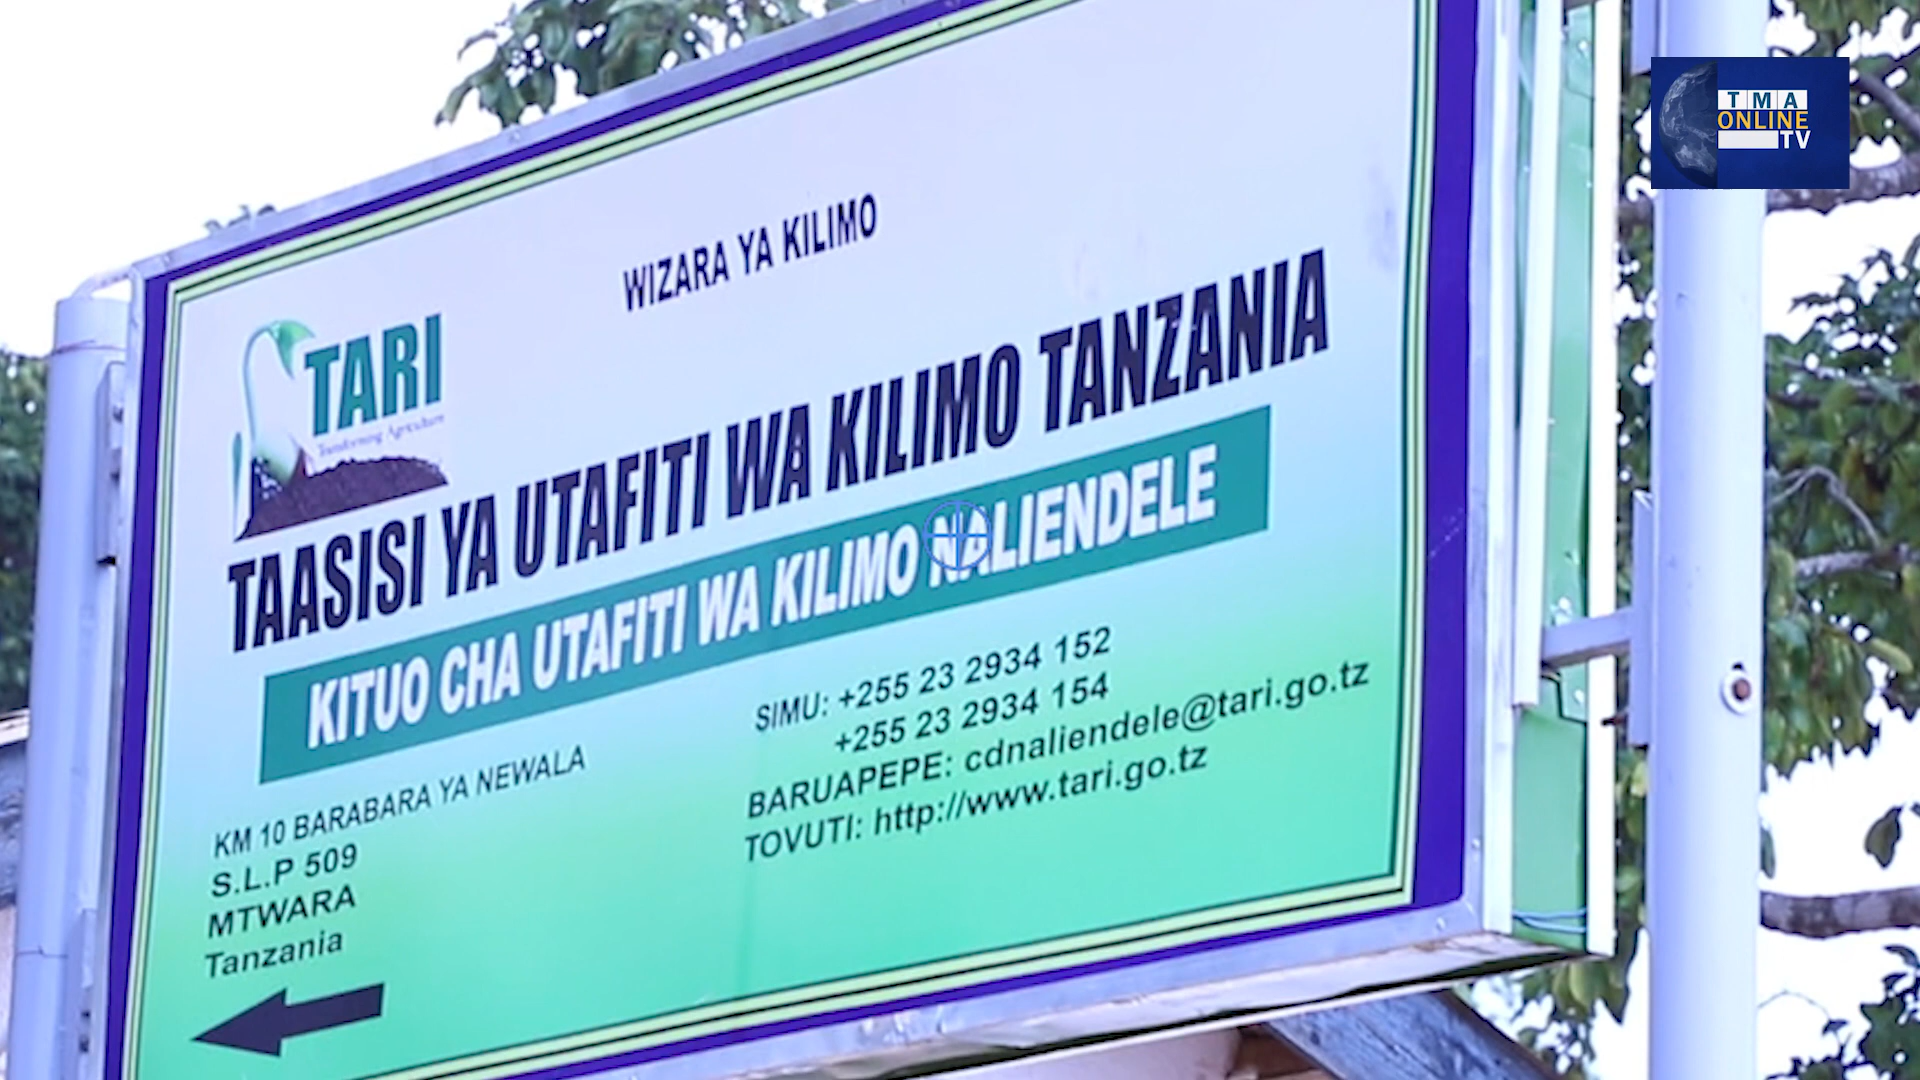 TMA
ONLINE
TV
WIZARA YA KILIMO
TARI
Transforming Agriculture
TAASISI YA UTAFITI WA KILIMO TANZANIA
KITUO CHA UTAFITI WA KILIMO NALIENDELE
KM 10 BARABARA YA NEWALA
S.L.P 509
MTWARA
Tanzania
SIMU: +255 23 2934 152
+255 23 2934 154
BARUAPEPE: cdnaliendele@tari.go.tz
TOVUTI: http://www.tari.go.tz